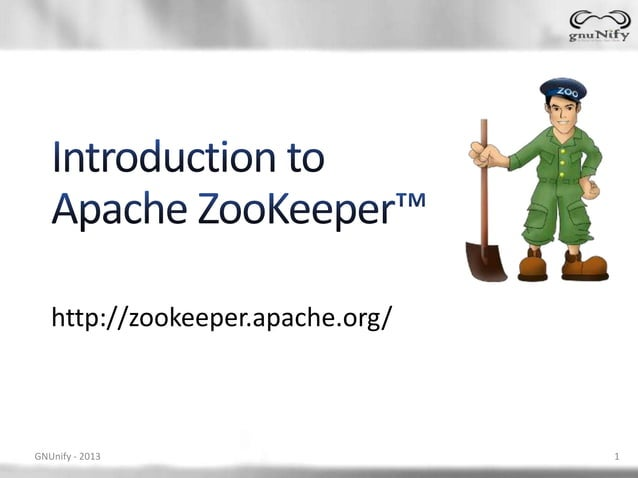 gnuNify
ZOO
Introduction to
Apache ZooKeeper™
http://zookeeper.apache.org/
GNUnify - 2013
1